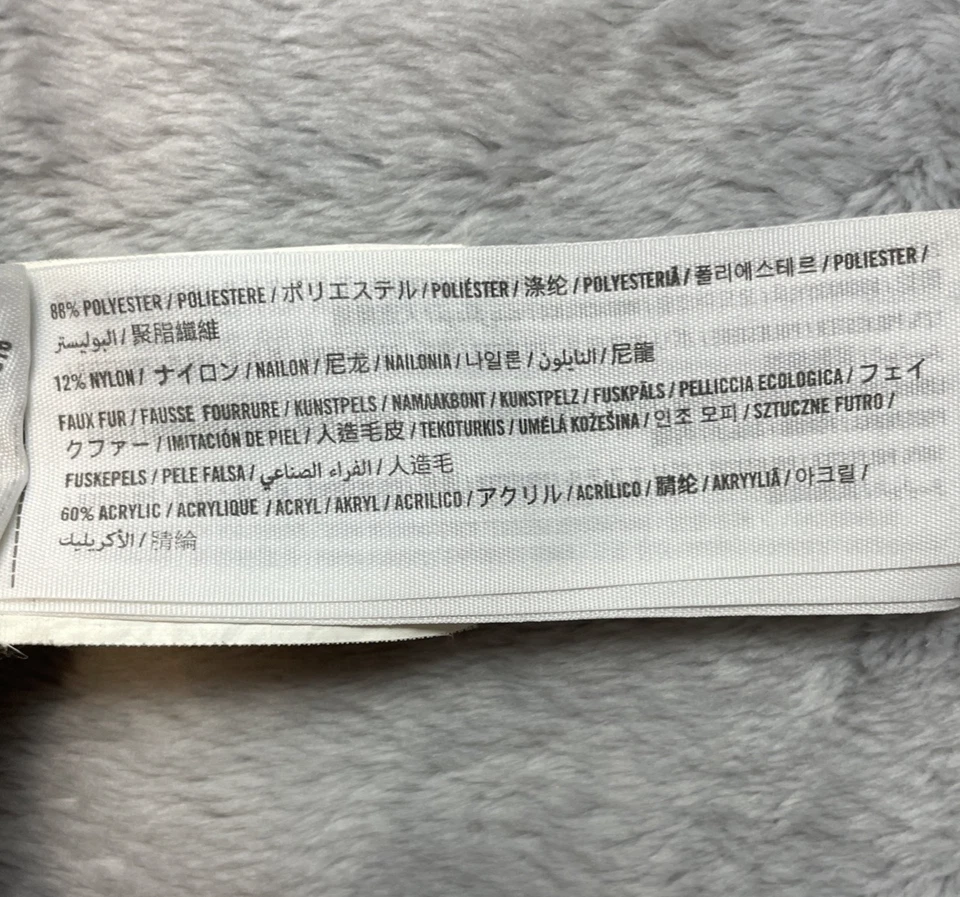 88% POLYESTER / POLIESTERE / ポリエステル / POLIÉSTER / 涤纶 / POLYESTERIÄ / 폴리에스테르 / POLIESTER /
البوليستر / 聚脂纖維
12% NYLON / ナイロン / NAILON / 尼龙 / NAILONIA / 나일론 / النايلون / 尼龍
FAUX FUR / FAUSSE FOURRURE / KUNSTPELS / NAMAAKBONT / KUNSTPELZ / FUSKPÄLS / PELLICCIA ECOLOGICA / フェイ
クファー / IMITACIÓN DE PIEL / 人造毛皮 / TEKOTURKIS / UMĚLÁ KOŽEŠINA / 인조 모피 / SZTUCZNE FUTRO /
FUSKEPELS / PELE FALSA / الفراء الصناعي / 人造毛
60% ACRYLIC / ACRYLIQUE / ACRYL / AKRYL / ACRILICO / アクリル / ACRÍLICO / 腈纶 / AKRYYLIÄ / 아크릴 /
الأكريليك / 腈綸